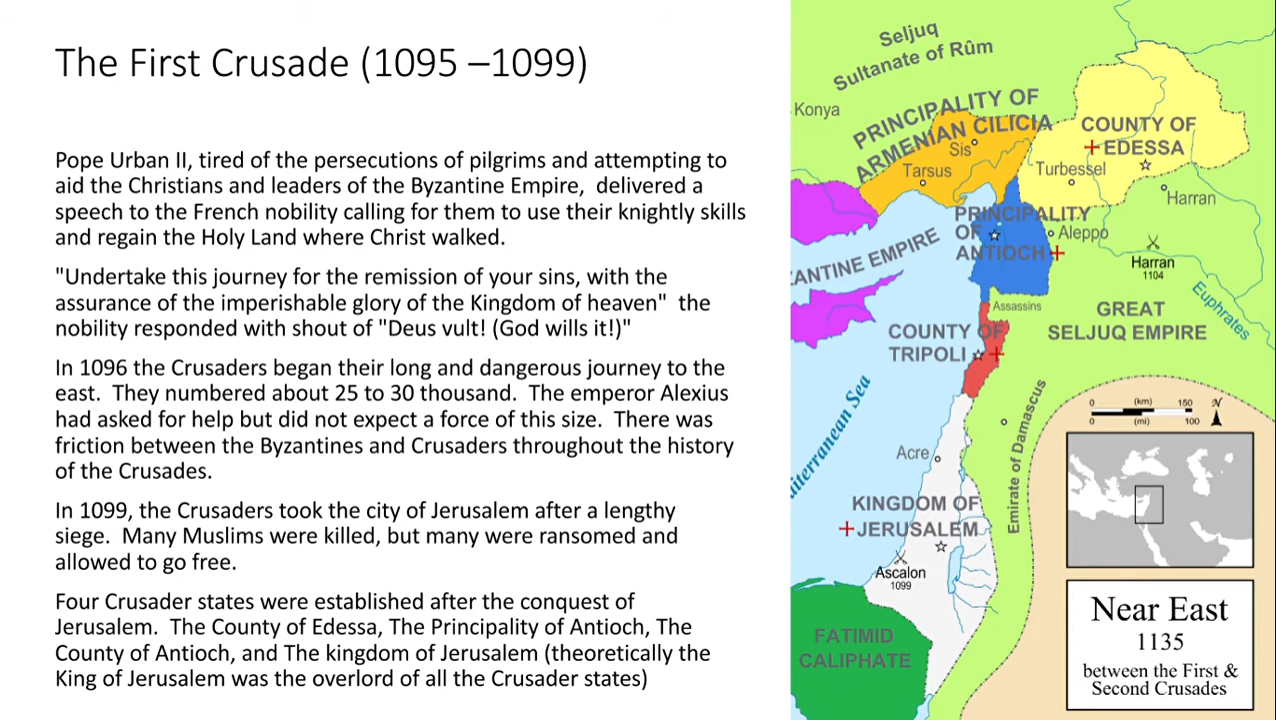 The First Crusade (1095 –1099)
Pope Urban II, tired of the persecutions of pilgrims and attempting to
aid the Christians and leaders of the Byzantine Empire,  delivered a
speech to the French nobility calling for them to use their knightly skills
and regain the Holy Land where Christ walked.
"Undertake this journey for the remission of your sins, with the
assurance of the imperishable glory of the Kingdom of heaven"  the
nobility responded with shout of "Deus vult! (God wills it!)"
In 1096 the Crusaders began their long and dangerous journey to the
east.  They numbered about 25 to 30 thousand.  The emperor Alexius
had asked for help but did not expect a force of this size.  There was
friction between the Byzantines and Crusaders throughout the history
of the Crusades.
In 1099, the Crusaders took the city of Jerusalem after a lengthy
siege.  Many Muslims were killed, but many were ransomed and
allowed to go free.
Four Crusader states were established after the conquest of
Jerusalem.  The County of Edessa, The Principality of Antioch, The
County of Antioch, and The kingdom of Jerusalem (theoretically the
King of Jerusalem was the overlord of all the Crusader states)
Seljuq
Sultanate of Rûm
Konya
PRINCIPALITY OF
ARMENIAN CILICIA
Sis
Tarsus
COUNTY OF
EDESSA
Turbessel
Harran
PRINCIPALITY
OF
ANTIOCH
Aleppo
Harran
1104
ZANTINE EMPIRE
Euphrates
Assassins
GREAT
SELJUQ EMPIRE
COUNTY OF
TRIPOLI
diterranean Sea
Emirate of Damascus
0 (km) 150 N
0 (mi) 100
Acre
KINGDOM OF
JERUSALEM
Ascalon
1099
FATIMID
CALIPHATE
Near East
1135
between the First &
Second Crusades